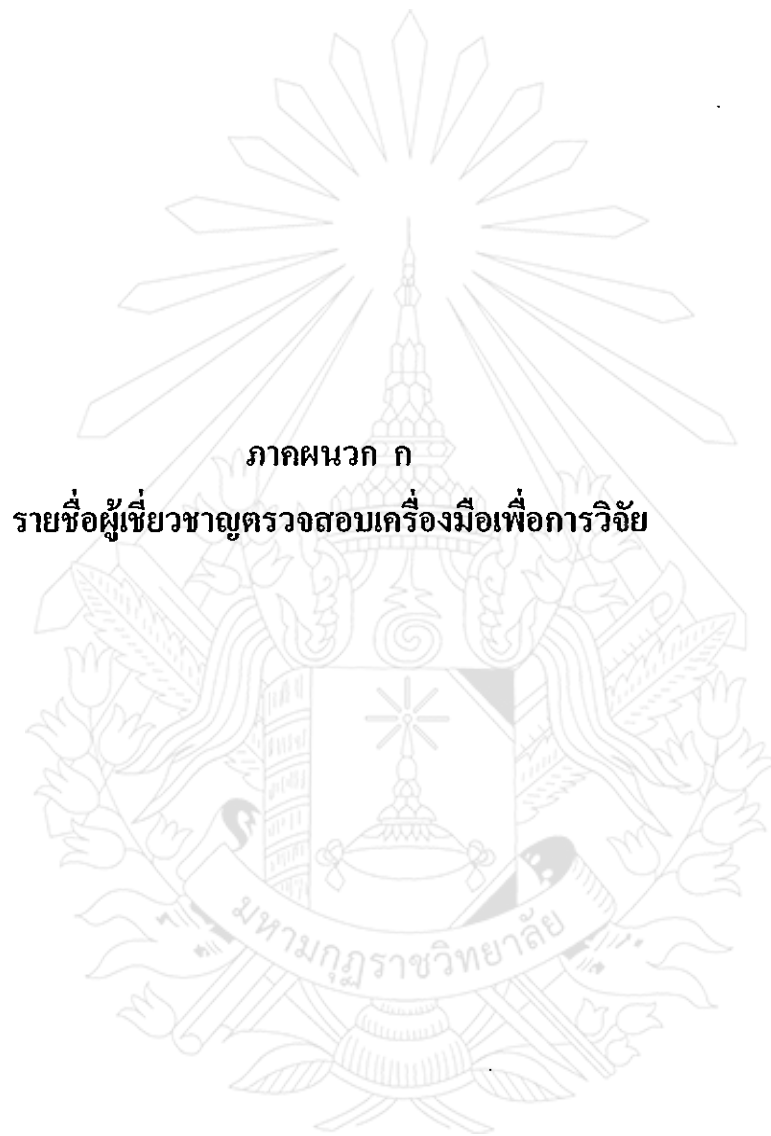 ภาคผนวก ก
รายชื่อผู้เชี่ยวชาญตรวจสอบเครื่องมือเพื่อการวิจัย
มหามกุฏราชวิทยาลัย